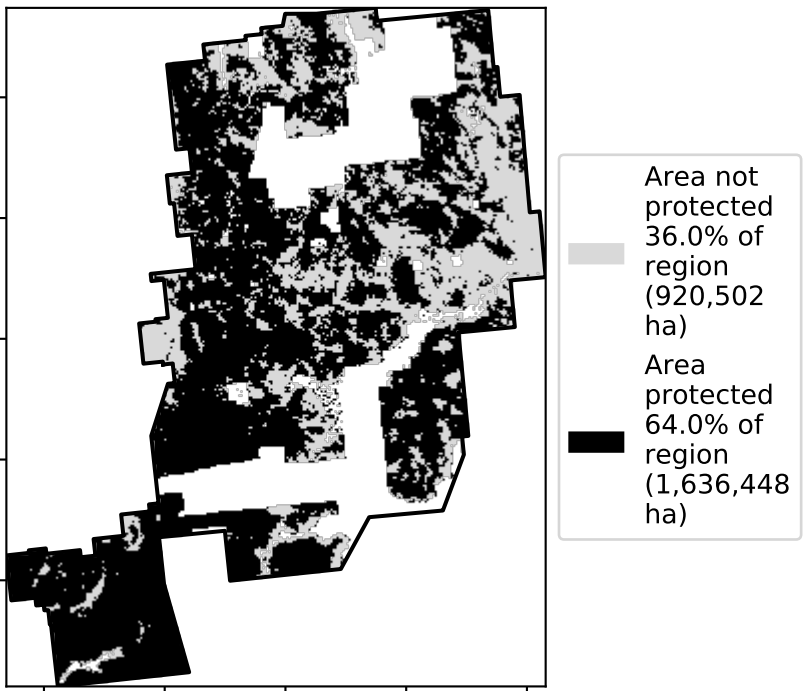 Area not
protected
36.0% of
region
(920,502
ha)
Area
protected
64.0% of
region
(1,636,448
ha)